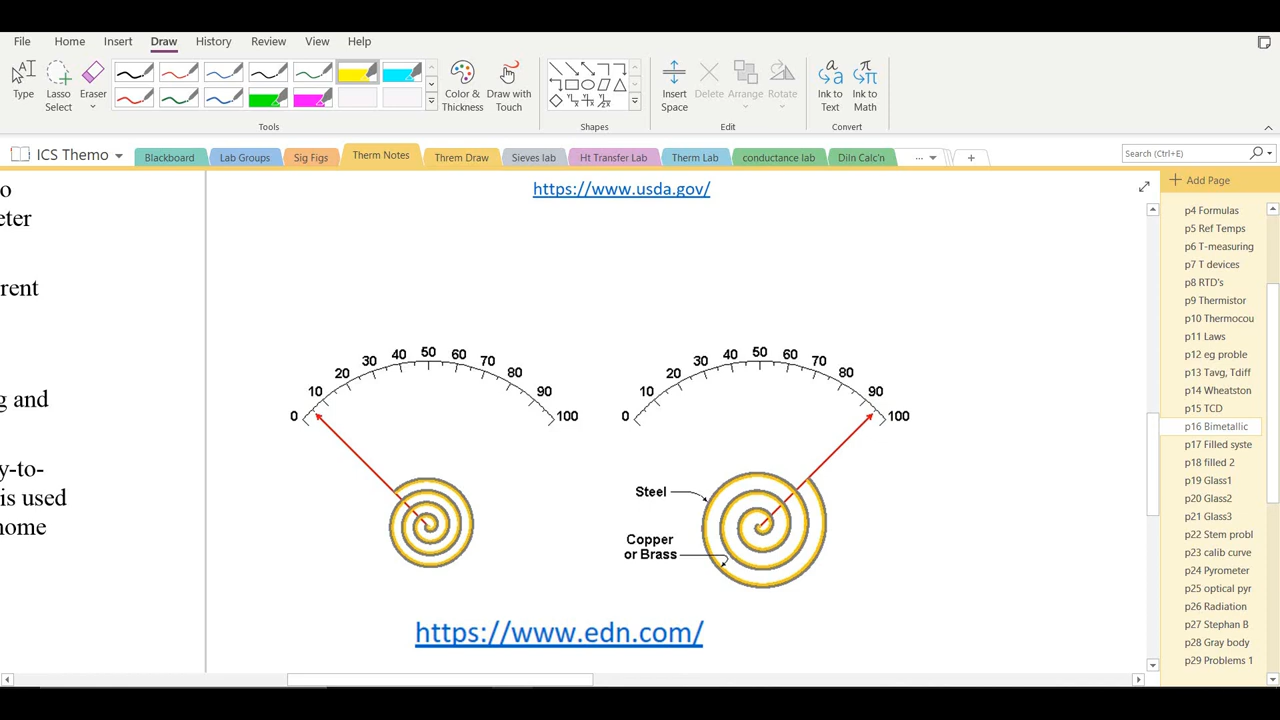 File Home Insert Draw History Review View Help
Type
Lasso Select
Eraser
Color & Thickness
Draw with Touch
Insert Space
Delete
Arrange
Rotate
Ink to Text
Ink to Math
Tools Shapes Edit Convert
ICS Themo
Blackboard Lab Groups Sig Figs Therm Notes Threm Draw Sieves lab Ht Transfer Lab Therm Lab conductance lab Diln Calc'n ... +
Search (Ctrl+E)
+ Add Page
https://www.usda.gov/
o
eter
rent
g and
y-to-
is used
nome
0 10 20 30 40 50 60 70 80 90 100
0 10 20 30 40 50 60 70 80 90 100
Steel
Copper
or Brass
https://www.edn.com/
p4 Formulas
p5 Ref Temps
p6 T-measuring
p7 T devices
p8 RTD's
p9 Thermistor
p10 Thermocou
p11 Laws
p12 eg proble
p13 Tavg, Tdiff
p14 Wheatston
p15 TCD
p16 Bimetallic
p17 Filled syste
p18 filled 2
p19 Glass1
p20 Glass2
p21 Glass3
p22 Stem probl
p23 calib curve
p24 Pyrometer
p25 optical pyr
p26 Radiation
p27 Stephan B
p28 Gray body
p29 Problems 1